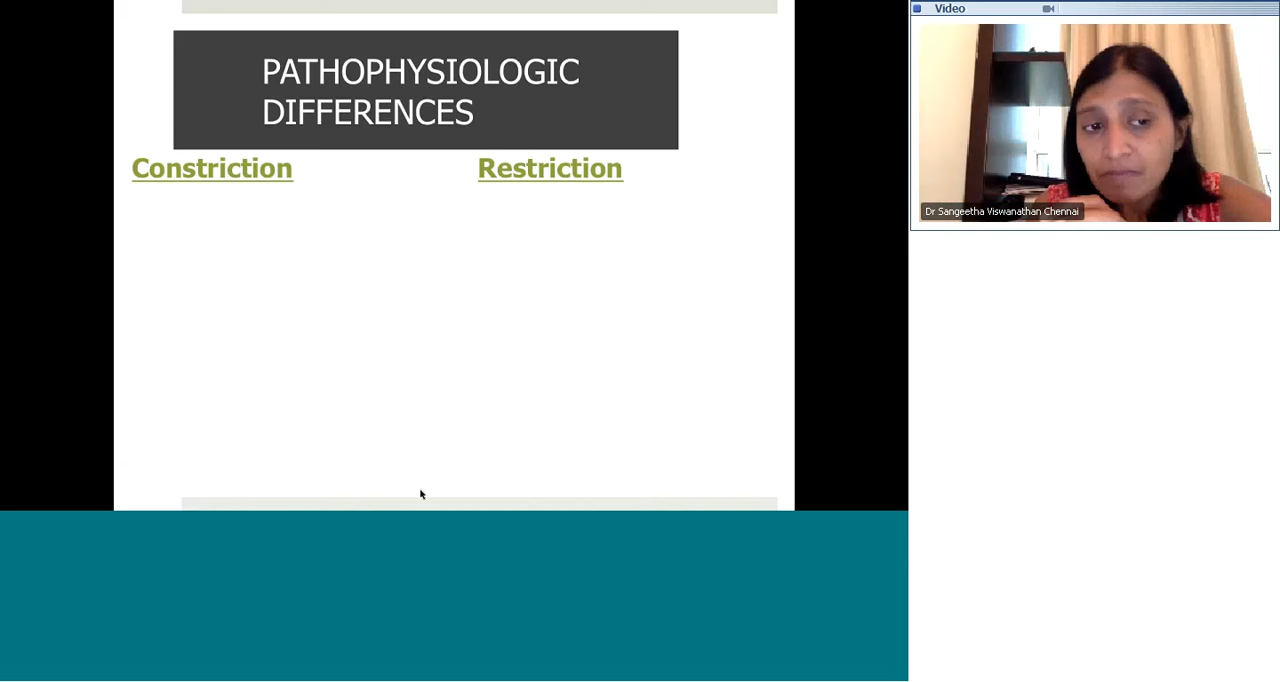 PATHOPHYSIOLOGIC
DIFFERENCES
Constriction
Restriction
Video
Dr Sangeetha Viswanathan Chennai